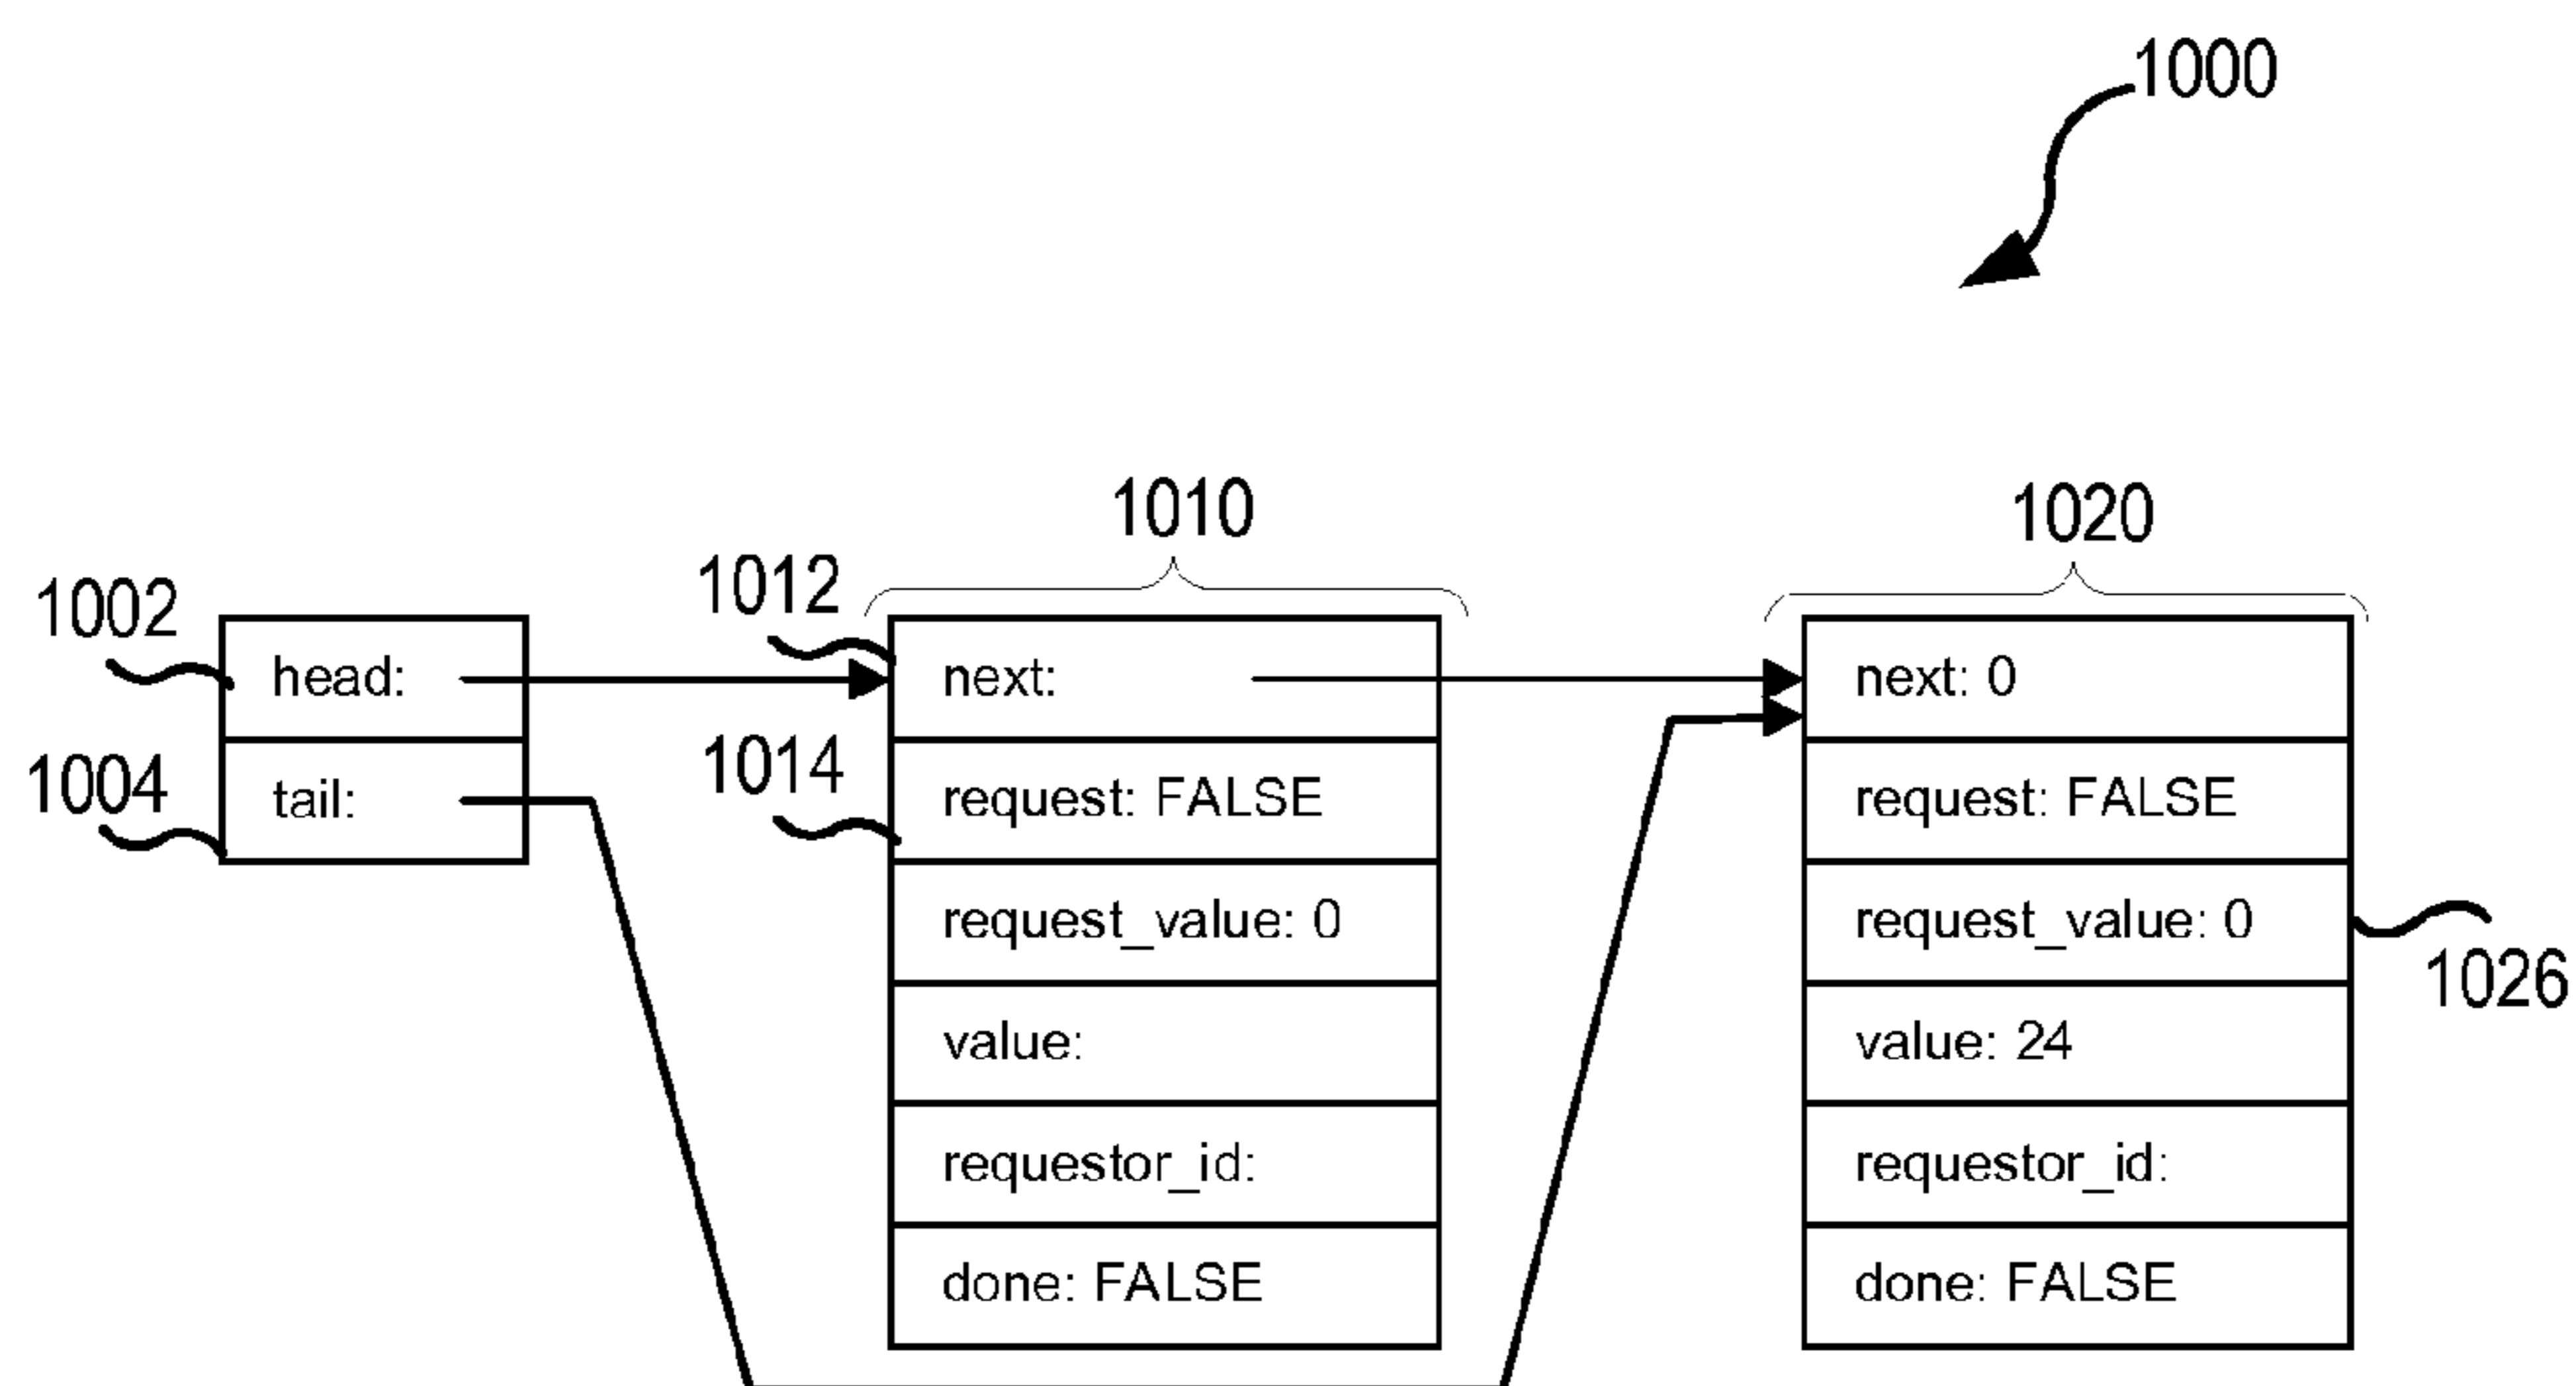 1000
1010
1020
1012
1002
head:
next:
next: 0
1014
1004
tail:
request: FALSE
request: FALSE
request_value: 0
request_value: 0
1026
value:
value: 24
requestor_id:
requestor_id:
done: FALSE
done: FALSE